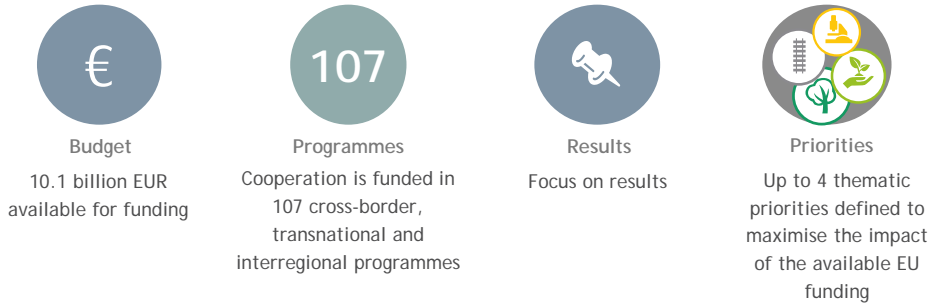 €
Budget
10.1 billion EUR
available for funding
107
Programmes
Cooperation is funded in
107 cross-border,
transnational and
interregional programmes
Results
Focus on results
Priorities
Up to 4 thematic
priorities defined to
maximise the impact
of the available EU
funding